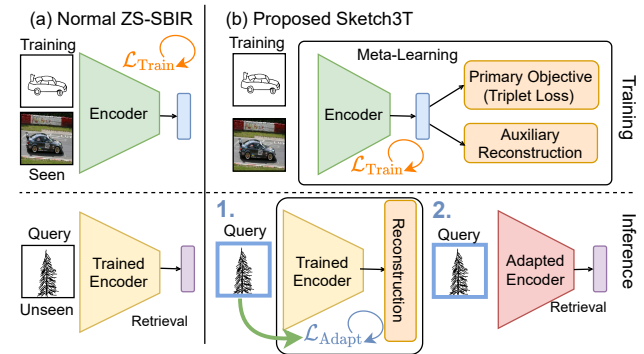 (a) Normal ZS-SBIR
Training
ℒTrain
Encoder
Seen
(b) Proposed Sketch3T
Training
Meta-Learning
Encoder
ℒTrain
Primary Objective
(Triplet Loss)
Auxiliary
Reconstruction
Training
Query
Unseen
Trained
Encoder
Retrieval
1.
Query
Trained
Encoder
Reconstruction
ℒAdapt
2.
Query
Adapted
Encoder
Retrieval
Inference